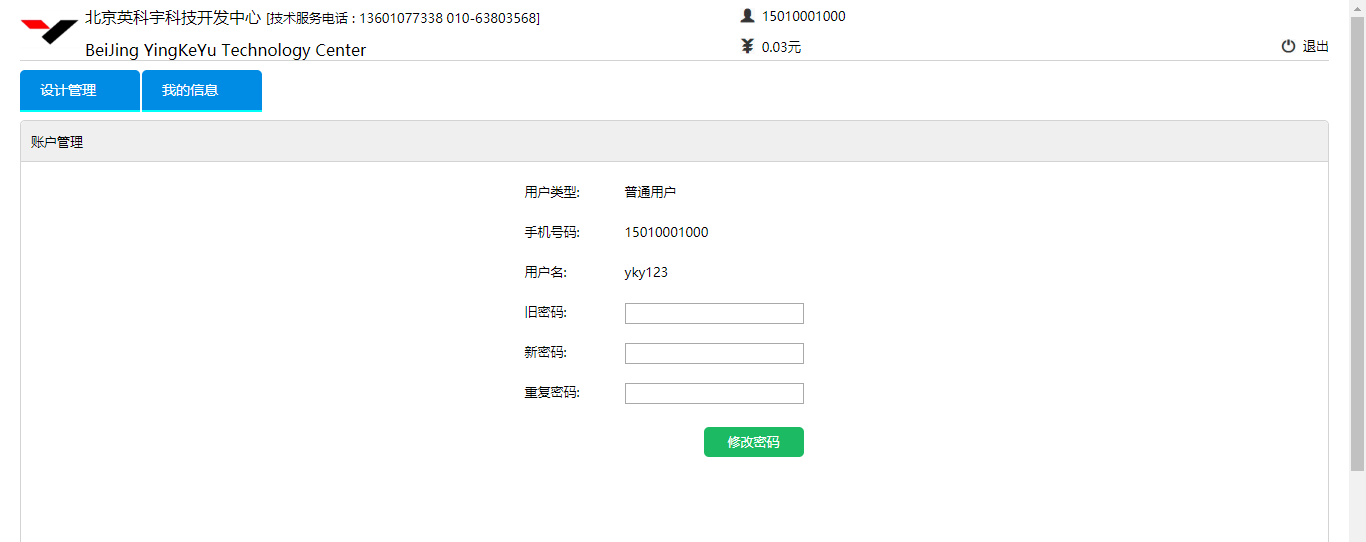 北京英科宇科技开发中心 [技术服务电话 : 13601077338 010-63803568]
15010001000
BeiJing YingKeYu Technology Center
0.03元
退出
设计管理
我的信息
账户管理
用户类型: 普通用户
手机号码: 15010001000
用户名: yky123
旧密码:
新密码:
重复密码:
修改密码